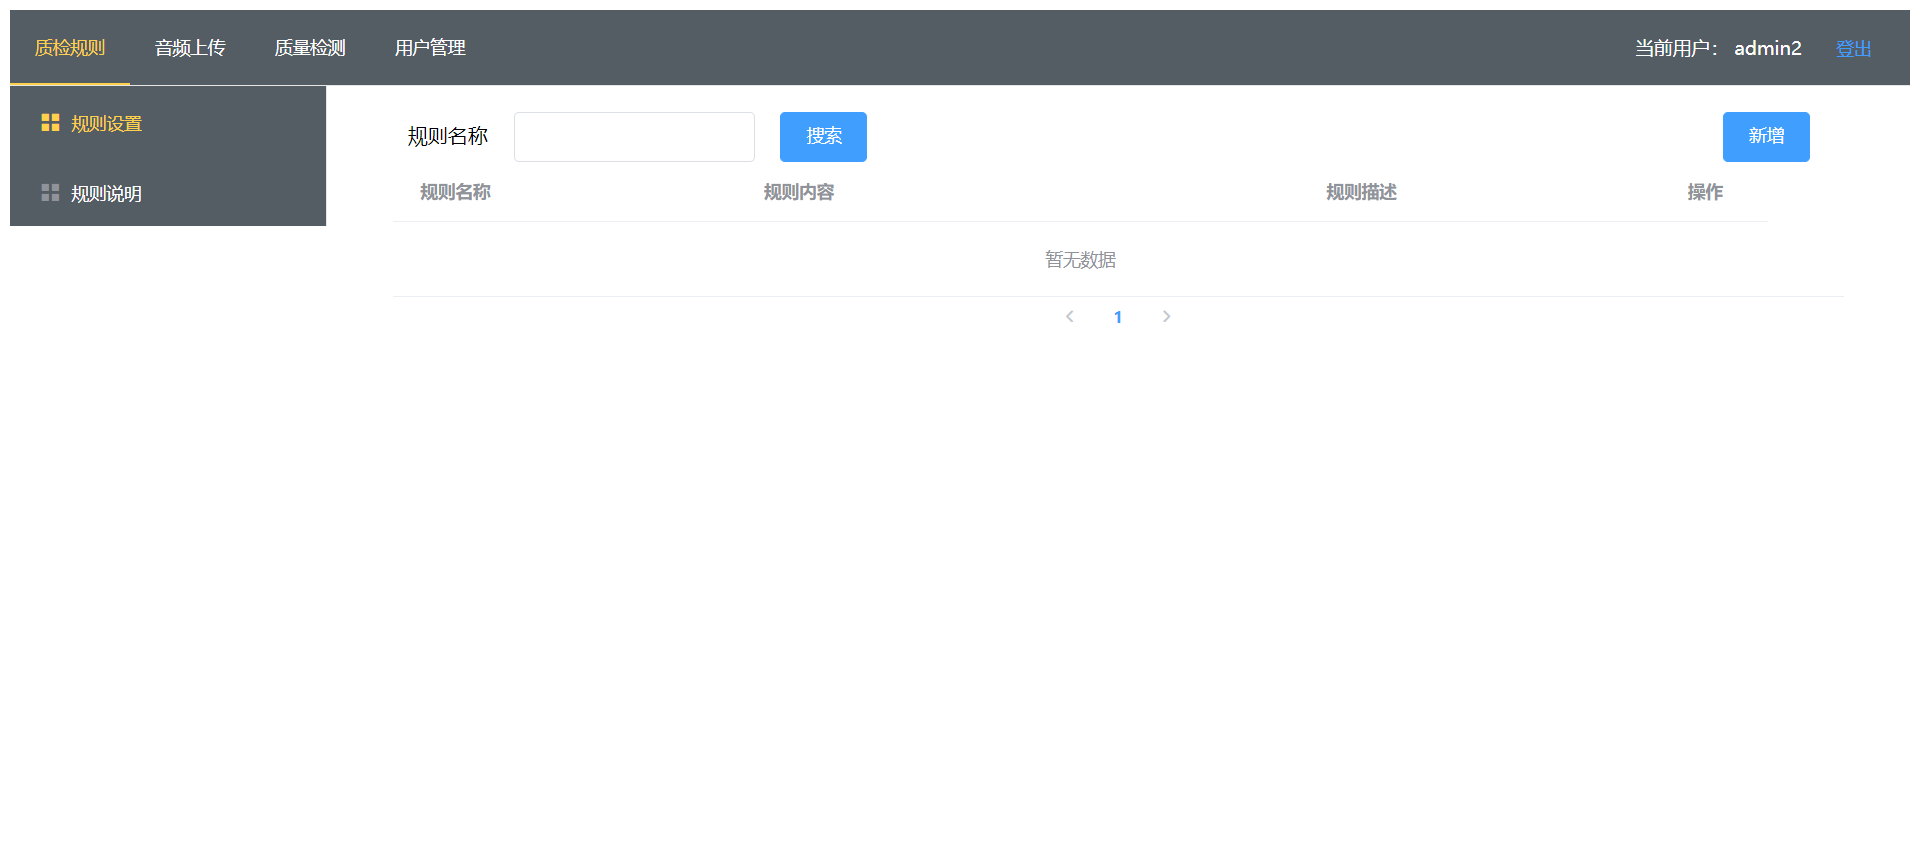 质检规则 音频上传 质量检测 用户管理 当前用户： admin2 登出
规则设置
规则说明
规则名称 搜索 新增
规则名称 规则内容 规则描述 操作
暂无数据
1